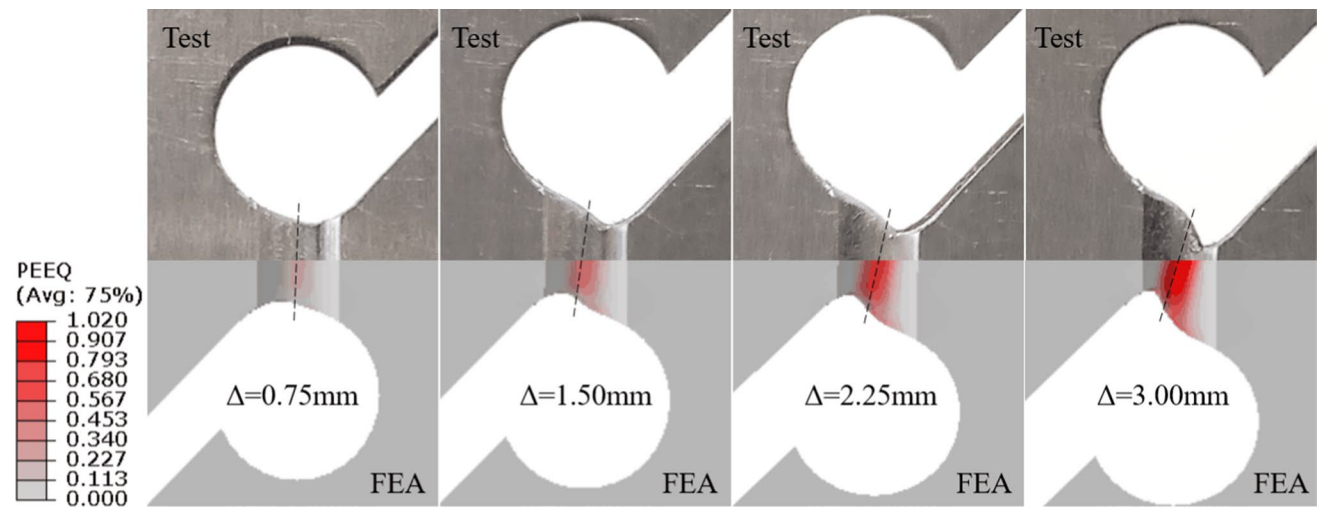 Test
Test
Test
Test
PEEQ
(Avg: 75%)
1.020
0.907
0.793
0.680
0.567
0.453
0.340
0.227
0.113
0.000
Δ=0.75mm
Δ=1.50mm
Δ=2.25mm
Δ=3.00mm
FEA
FEA
FEA
FEA